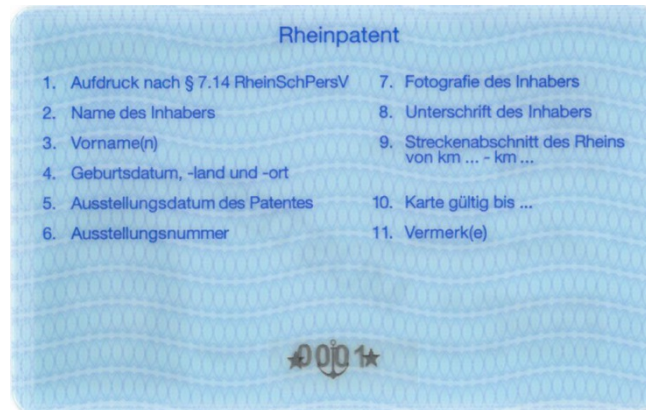 Rheinpatent
1. Aufdruck nach § 7.14 RheinSchPersV
2. Name des Inhabers
3. Vorname(n)
4. Geburtsdatum, -land und -ort
5. Ausstellungsdatum des Patentes
6. Ausstellungsnummer
7. Fotografie des Inhabers
8. Unterschrift des Inhabers
9. Streckenabschnitt des Rheins
von km ... - km ...
10. Karte gültig bis ...
11. Vermerk(e)
0001